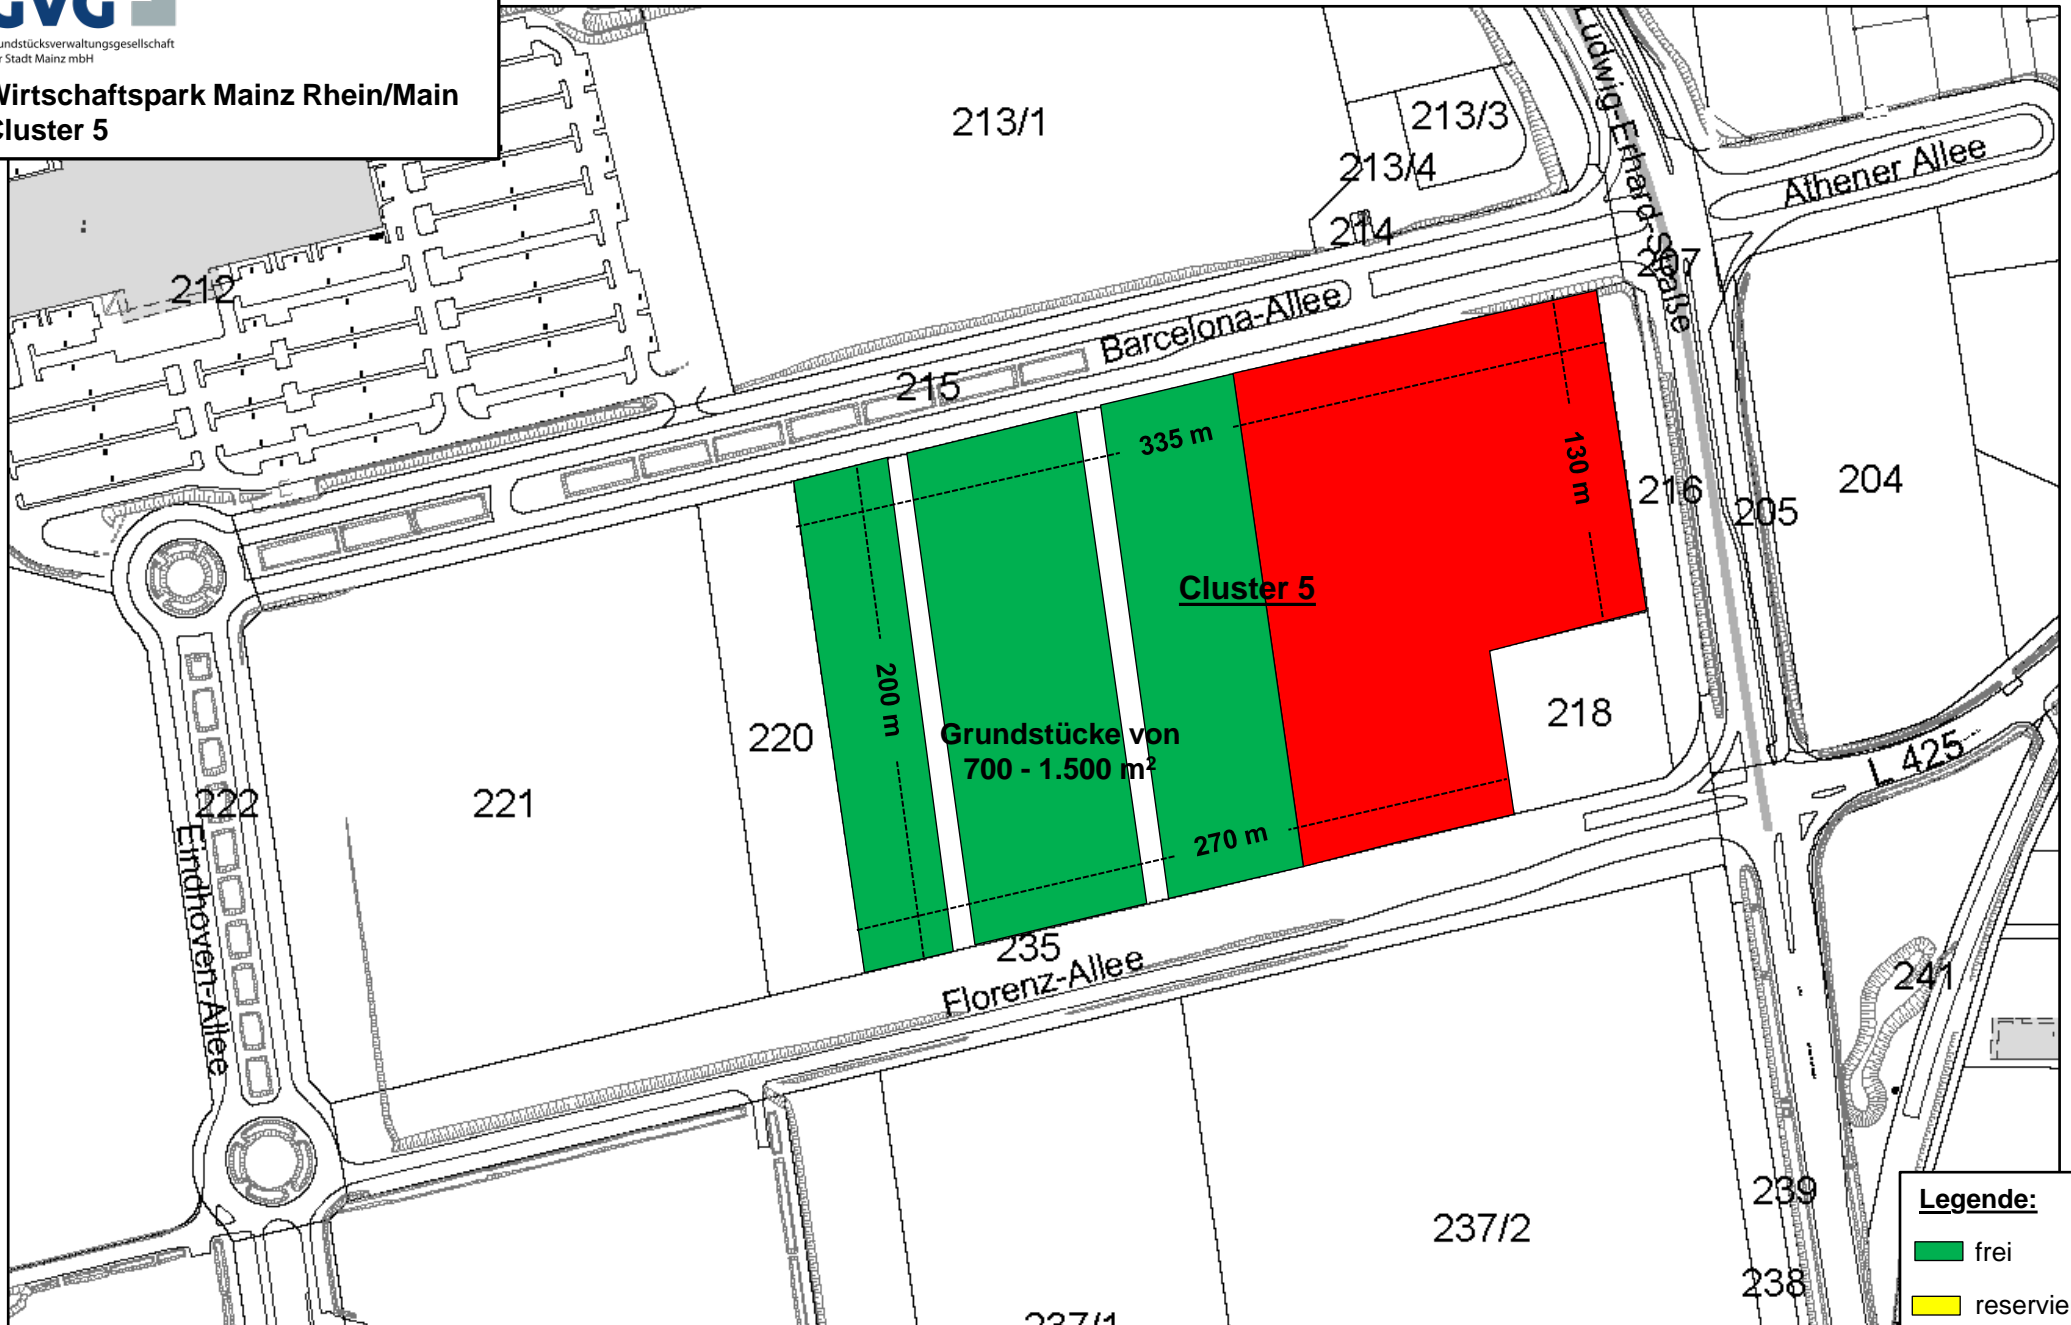 GVG
undstücksverwaltungsgesellschaft
r Stadt Mainz mbH
Wirtschaftspark Mainz Rhein/Main
Cluster 5
213/1
213/3
213/4
214
212
215
Barcelona-Allee
Ludwig-Erhard-Straße
207
Athener Allee
335 m
130 m
216
205
204
Cluster 5
200 m
220
Grundstücke von
700 - 1.500 m²
218
221
222
Eindhoven-Allee
270 m
L 425
235
Florenz-Allee
241
237/2
239
238
237/1
Legende:
frei
reservie